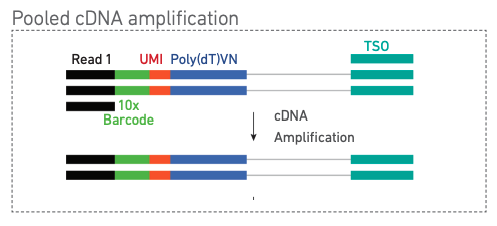 Pooled cDNA amplification
TSO
Read 1 UMI Poly(dT)VN
10x
Barcode
cDNA
Amplification